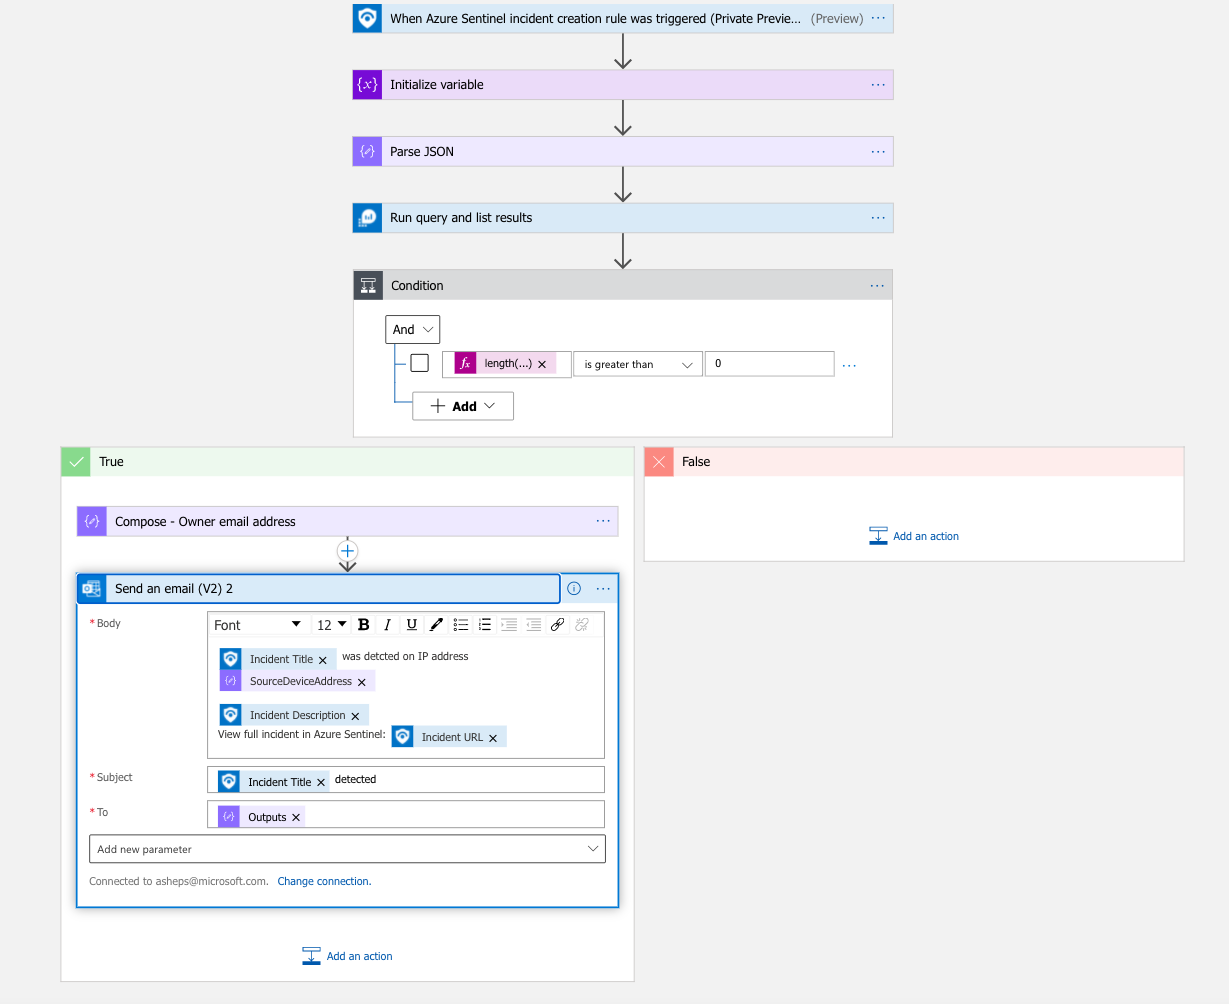 When Azure Sentinel incident creation rule was triggered (Private Previe... (Preview) ...
{x} Initialize variable ...
Parse JSON ...
Run query and list results ...
Condition ...
And
fx length(...) × is greater than 0 ...
+ Add
True
False
Compose - Owner email address ...
Add an action
Send an email (V2) 2 ...
* Body
Font 12 B I U
Incident Title × was detcted on IP address
SourceDeviceAddress ×
Incident Description ×
View full incident in Azure Sentinel: Incident URL ×
* Subject
Incident Title × detected
* To
Outputs ×
Add new parameter
Connected to asheps@microsoft.com. Change connection.
Add an action